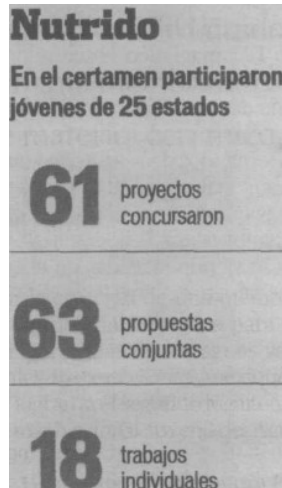 Nutrido
En el certamen participaron
jóvenes de 25 estados
61 proyectos
concursaron
63 propuestas
conjuntas
18 trabajos
individuales